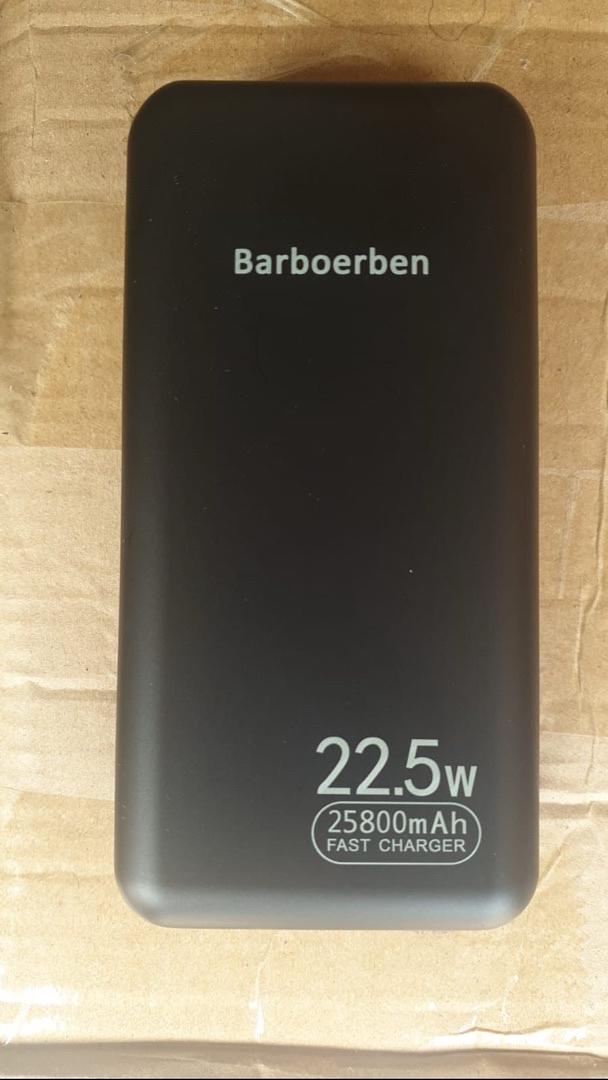 Barboerben
22.5w
25800mAh
FAST CHARGER